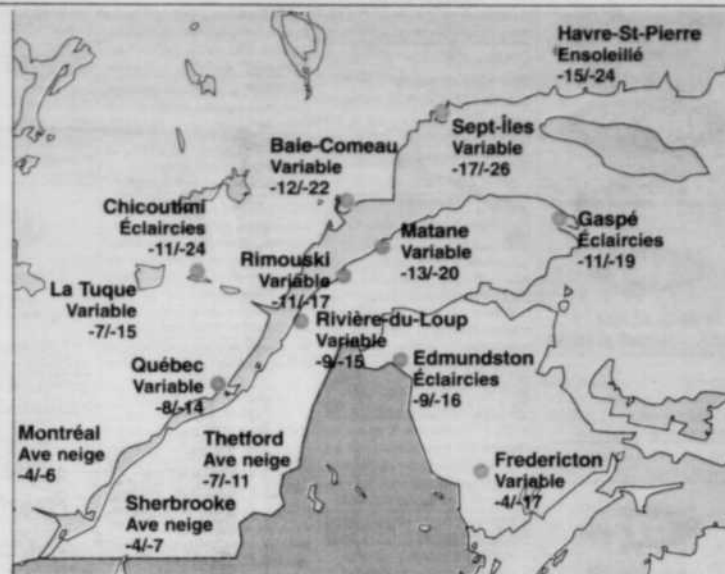 Havre-St-Pierre
Ensoleillé
-15/-24
Sept-Îles
Variable
-17/-26
Baie-Comeau
Variable
-12/-22
Chicoutimi
Éclaircies
-11/-24
Gaspé
Éclaircies
-11/-19
Matane
Variable
-13/-20
Rimouski
Variable
-11/-17
La Tuque
Variable
-7/-15
Rivière-du-Loup
Variable
-9/-15
Edmundston
Éclaircies
-9/-16
Québec
Variable
-8/-14
Montréal
Ave neige
-4/-6
Thetford
Ave neige
-7/-11
Fredericton
Variable
-4/-17
Sherbrooke
Ave neige
-4/-7